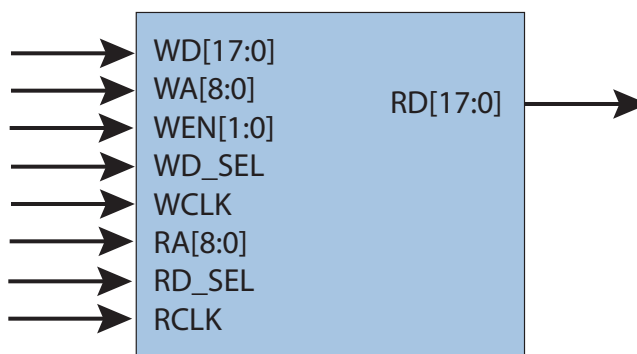 WD[17:0]
WA[8:0]
RD[17:0]
WEN[1:0]
WD_SEL
WCLK
RA[8:0]
RD_SEL
RCLK